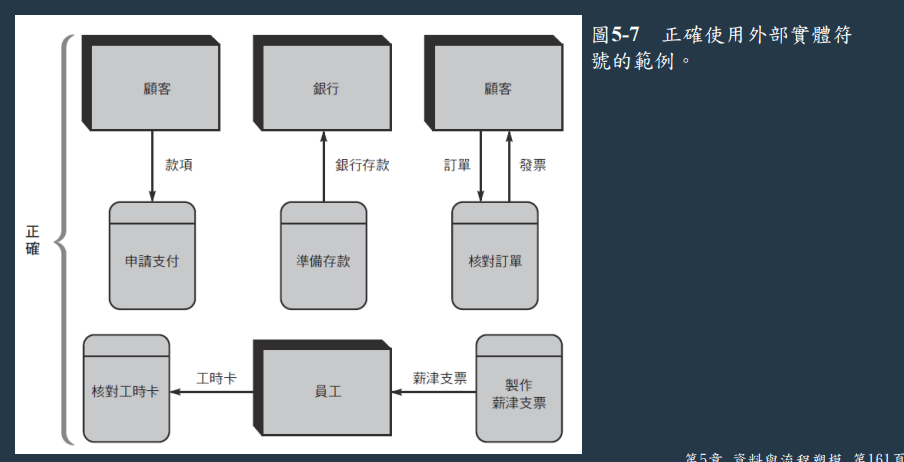 圖5-7 正確使用外部實體符
號的範例。
顧客
銀行
顧客
款項
銀行存款
訂單
發票
正確
申請支付
準備存款
核對訂單
核對工時卡
工時卡
員工
薪津支票
製作
薪津支票
第5章 資料與流程塑模 第161頁